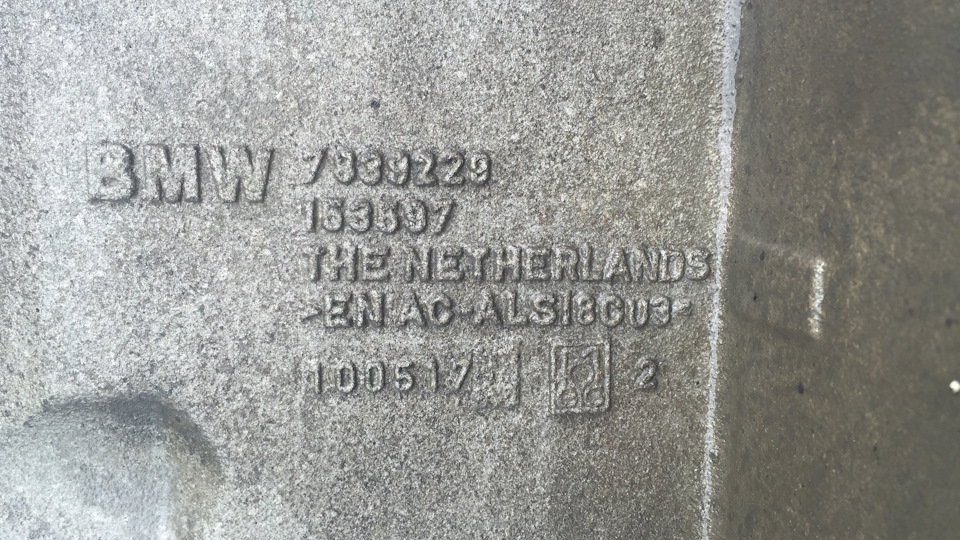 BMW 7839229
153597
THE NETHERLANDS
>EN AC-ALSI8CU3<
100517
2